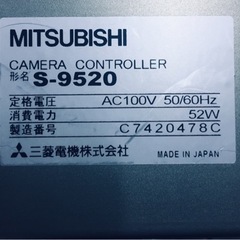 MITSUBISHI
CAMERA CONTROLLER
形名 S-9520
定格電圧 AC100V 50/60Hz
消費電力 52W
製造番号 C7420478C
三菱電機株式会社 MADE IN JAPAN